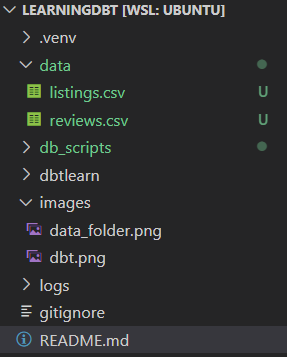 LEARNINGDBT [WSL: UBUNTU]
.venv
data
listings.csv U
reviews.csv U
db_scripts
dbtlearn
images
data_folder.png
dbt.png
logs
gitignore
README.md